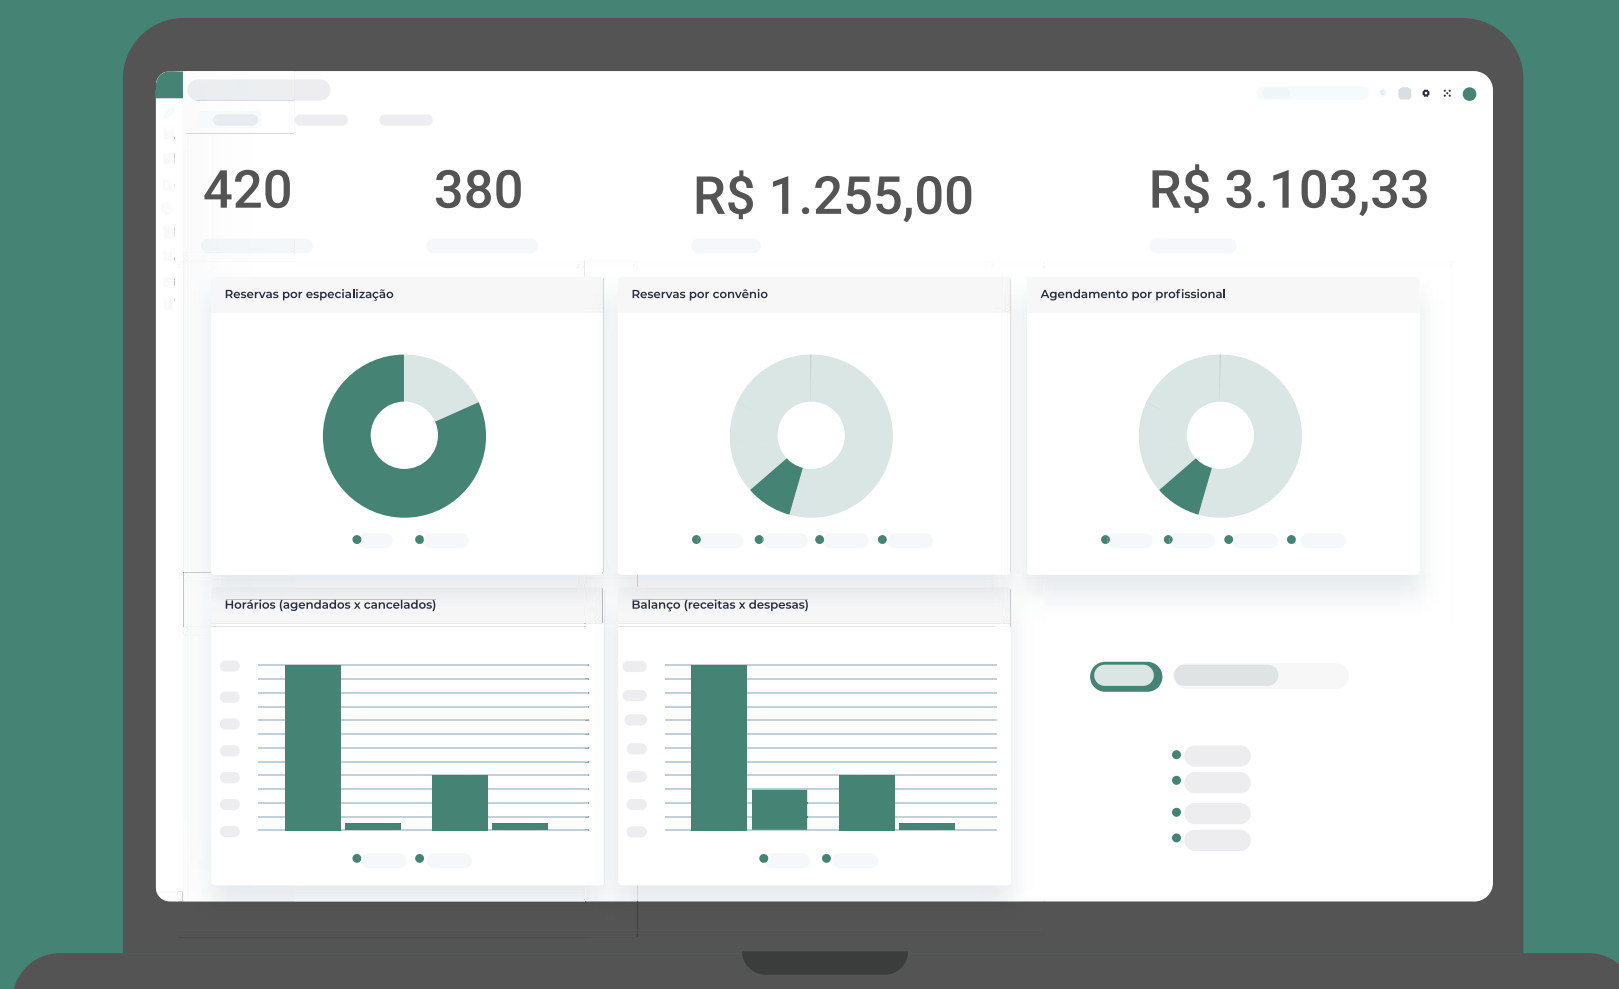 420
380
R$ 1.255,00
R$ 3.103,33
Reservas por especialização
Reservas por convênio
Agendamento por profissional
Horários (agendados x cancelados)
Balanço (receitas x despesas)